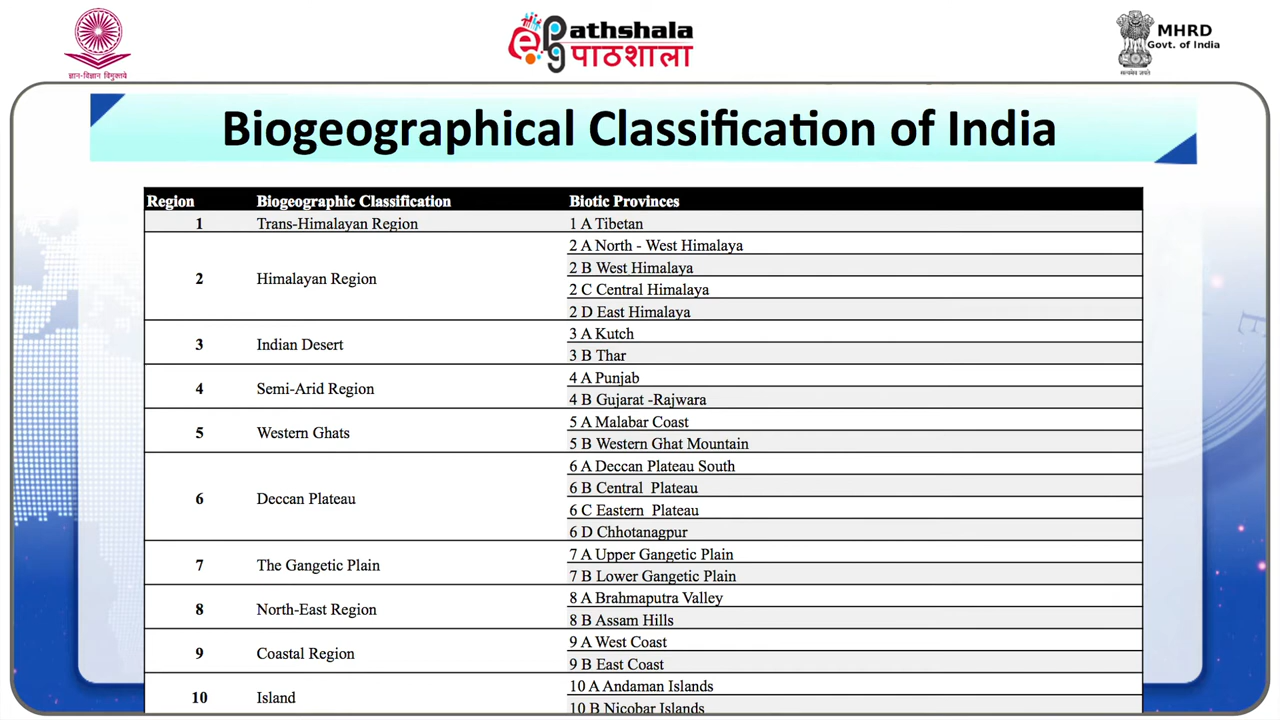 ज्ञान-विज्ञान विमुक्तये
e Pg Pathshala
पाठशाला
MHRD
Govt. of India
सत्यमेव जयते
Biogeographical Classification of India
Region Biogeographic Classification Biotic Provinces
1 Trans-Himalayan Region 1 A Tibetan
2 A North - West Himalaya
2 B West Himalaya
2 Himalayan Region
2 C Central Himalaya
2 D East Himalaya
3 A Kutch
3 Indian Desert
3 B Thar
4 A Punjab
4 Semi-Arid Region
4 B Gujarat -Rajwara
5 A Malabar Coast
5 Western Ghats
5 B Western Ghat Mountain
6 A Deccan Plateau South
6 B Central Plateau
6 Deccan Plateau
6 C Eastern Plateau
6 D Chhotanagpur
7 A Upper Gangetic Plain
7 The Gangetic Plain
7 B Lower Gangetic Plain
8 A Brahmaputra Valley
8 North-East Region
8 B Assam Hills
9 A West Coast
9 Coastal Region
9 B East Coast
10 A Andaman Islands
10 Island
10 B Nicobar Islands